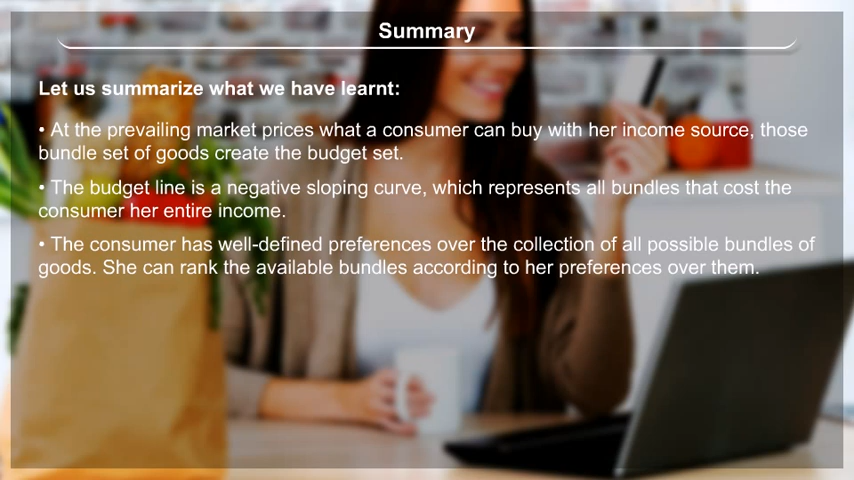 Summary
Let us summarize what we have learnt:
• At the prevailing market prices what a consumer can buy with her income source, those
bundle set of goods create the budget set.
• The budget line is a negative sloping curve, which represents all bundles that cost the
consumer her entire income.
• The consumer has well-defined preferences over the collection of all possible bundles of
goods. She can rank the available bundles according to her preferences over them.